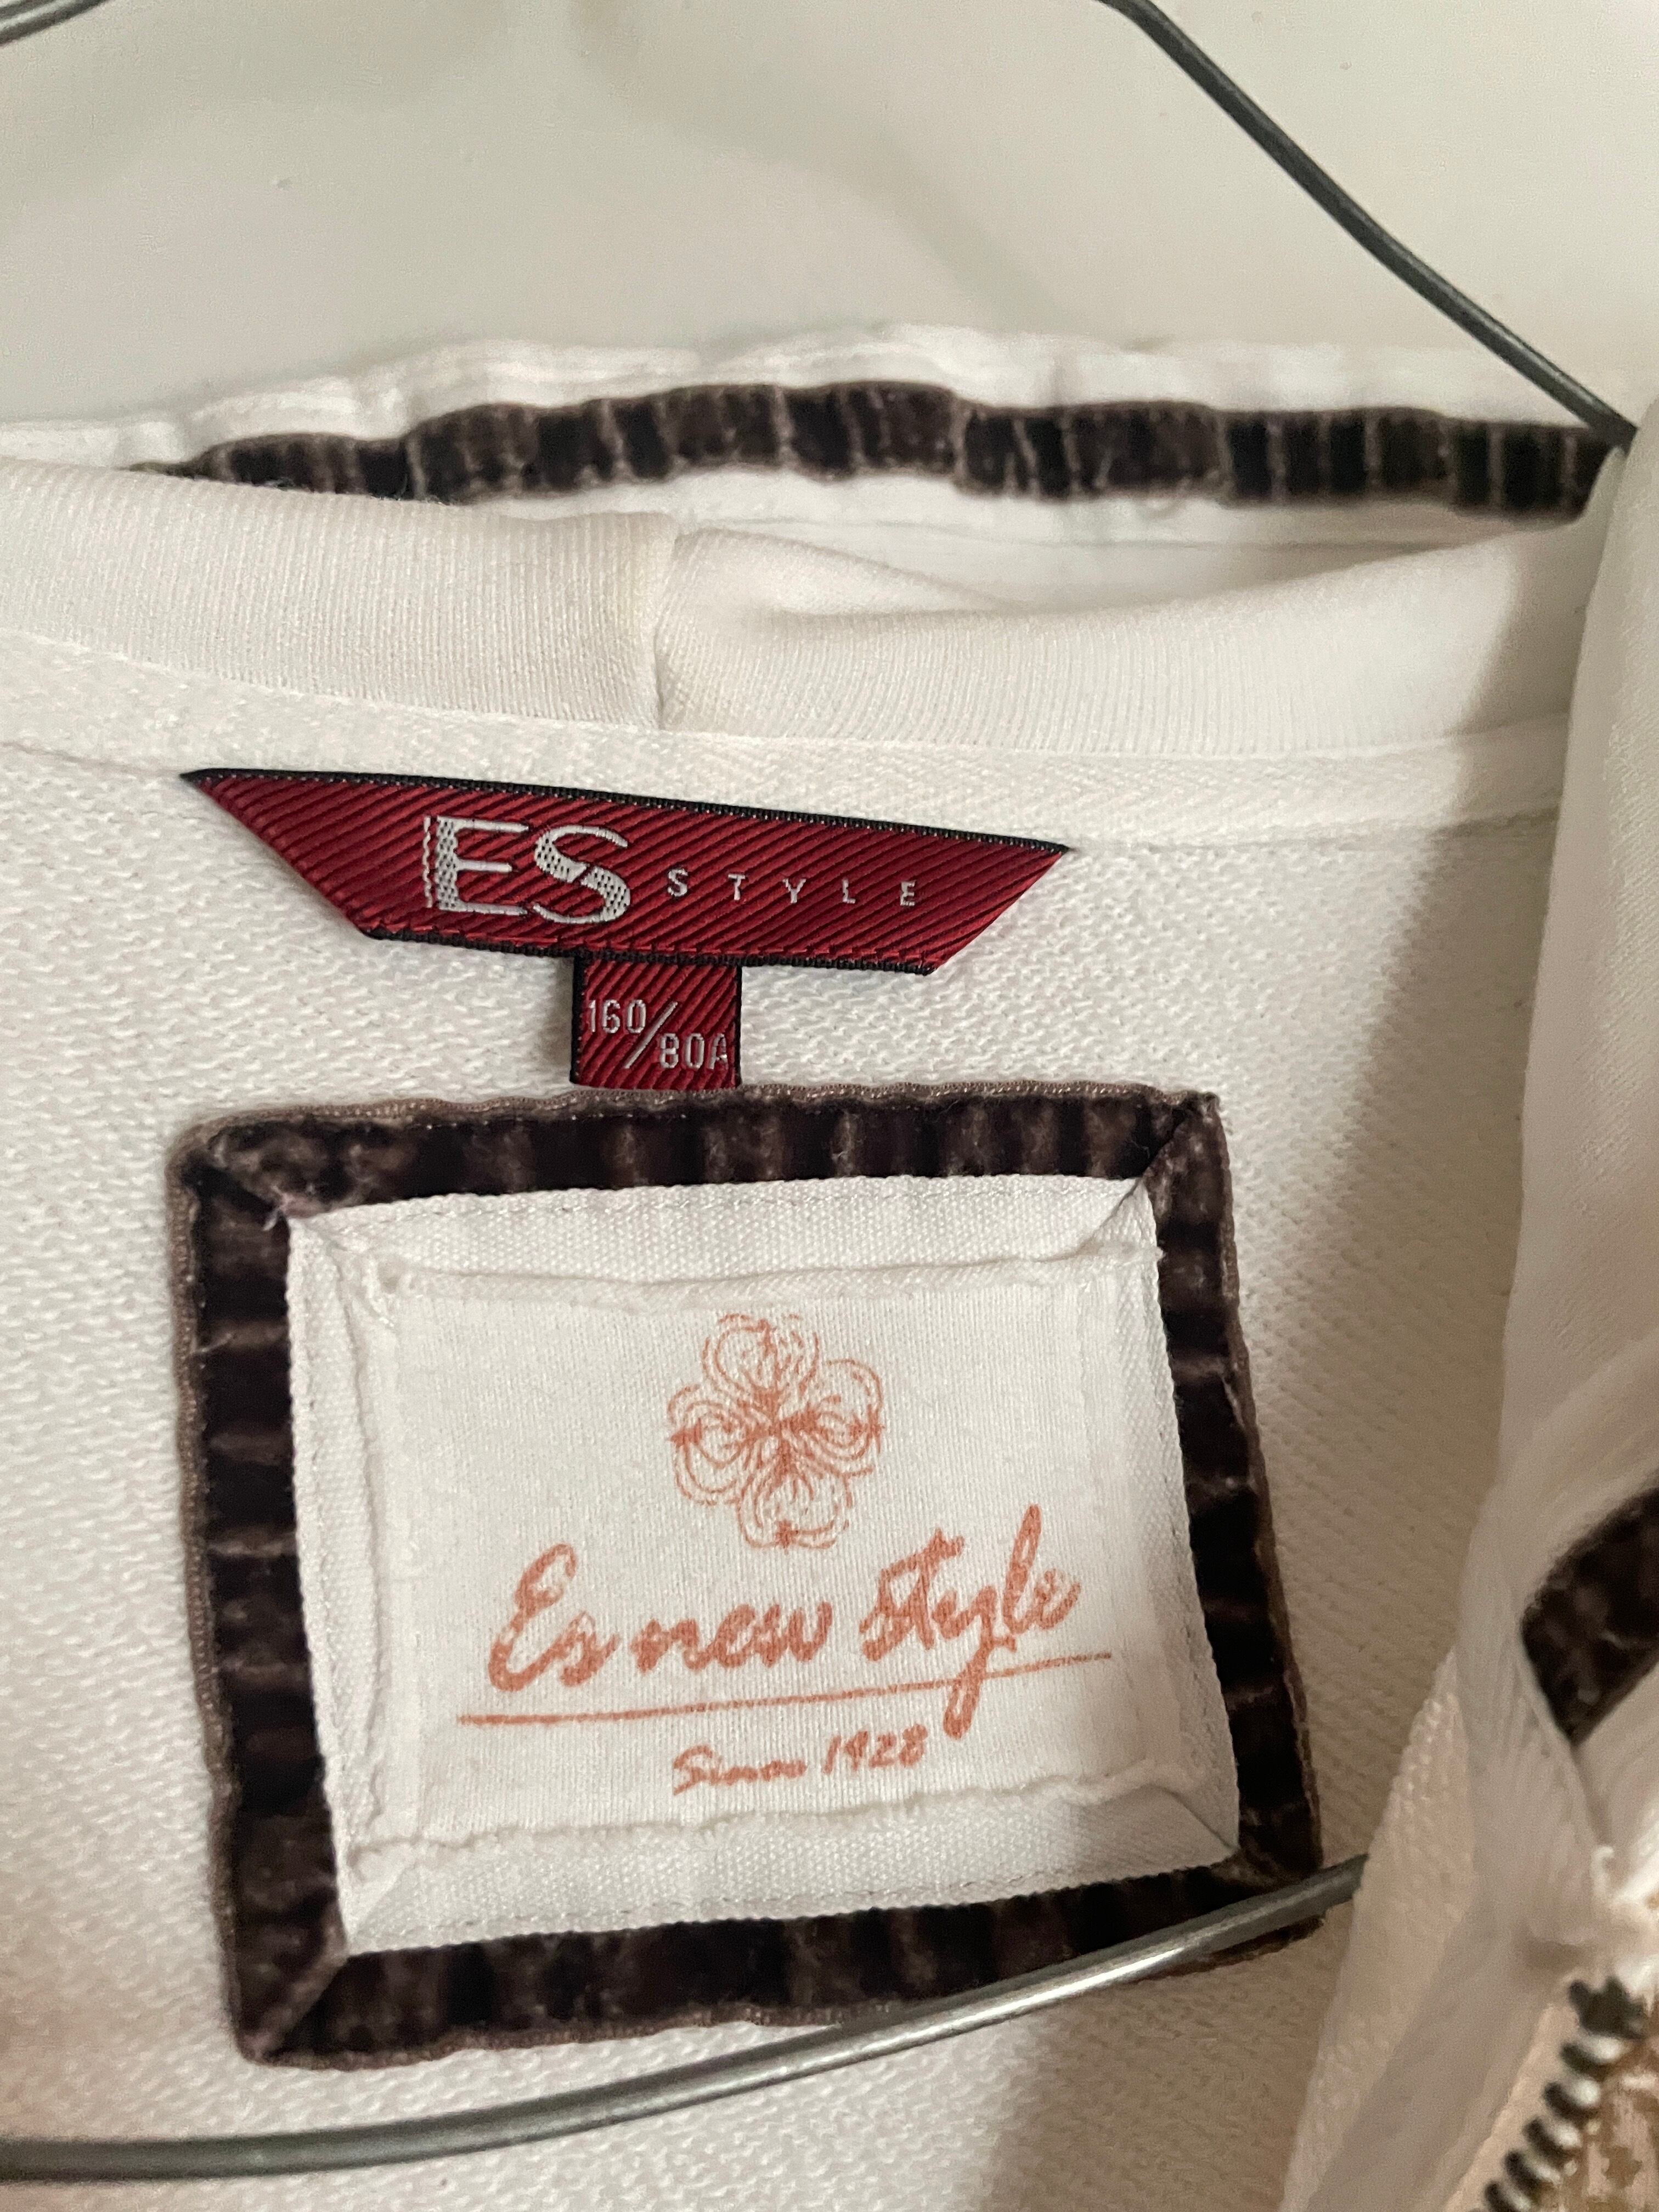 ES STYLE
160/80A
Es new style
Since 1928